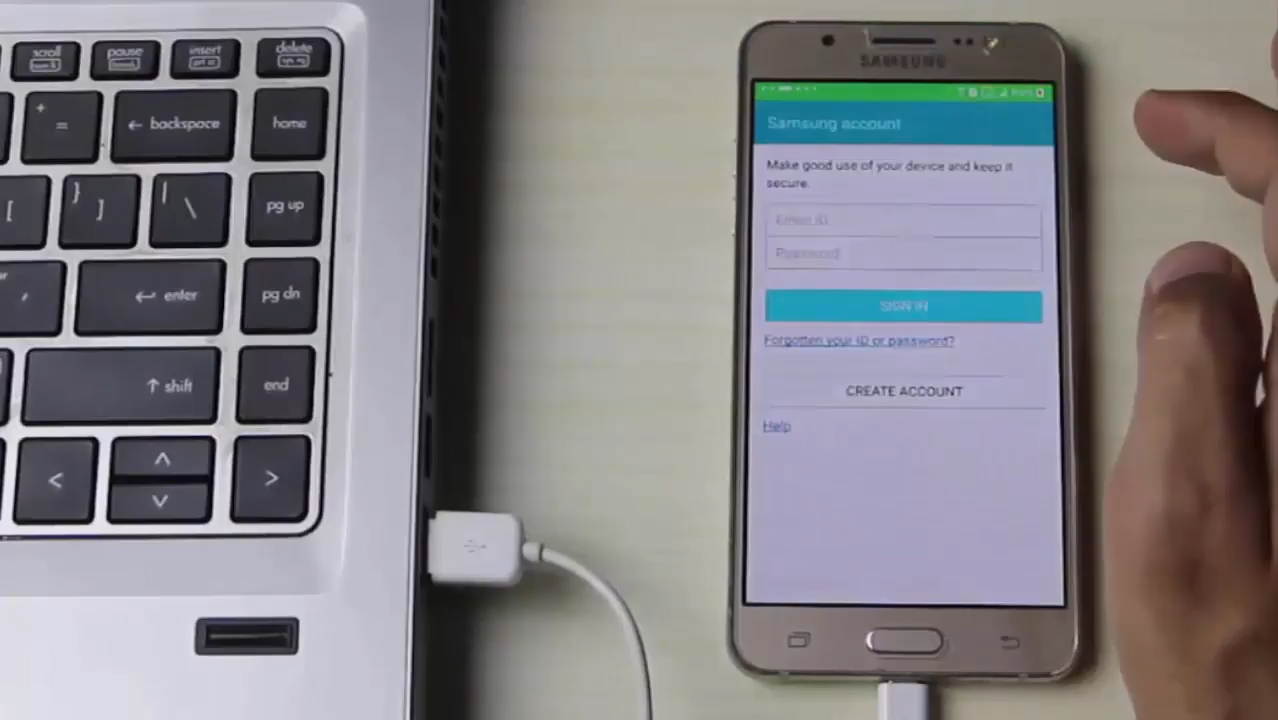 scroll
pause
insert
delete
+
=
← backspace
home
}
]
|
\
[
pg up
← enter
pg dn
↑ shift
end
<
>
SAMSUNG
Samsung account
Make good use of your device and keep it
secure.
Email ID
Password
SIGN IN
Forgotten your ID or password?
CREATE ACCOUNT
Help